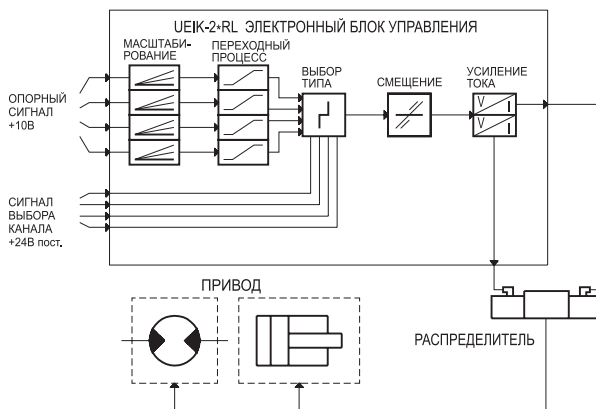 UEIK-2*RL ЭЛЕКТРОННЫЙ БЛОК УПРАВЛЕНИЯ
МАСШТАБИ-
РОВАНИЕ
ПЕРЕХОДНЫЙ
ПРОЦЕСС
ВЫБОР
ТИПА
СМЕЩЕНИЕ
УСИЛЕНИЕ
ТОКА
V
I
V
I
ОПОРНЫЙ
СИГНАЛ
+10В
СИГНАЛ
ВЫБОРА
КАНАЛА
+24В пост.
ПРИВОД
РАСПРЕДЕЛИТЕЛЬ